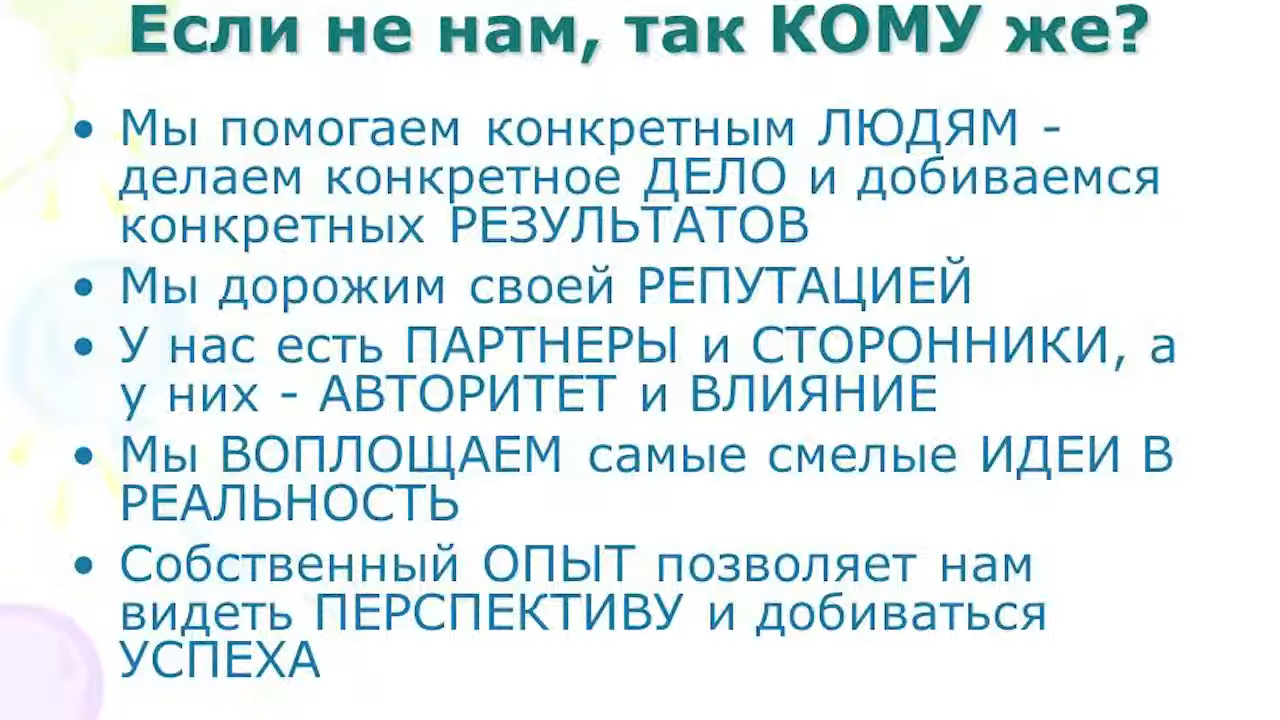 Если не нам, так КОМУ же?
• Мы помогаем конкретным ЛЮДЯМ -
делаем конкретное ДЕЛО и добиваемся
конкретных РЕЗУЛЬТАТОВ
• Мы дорожим своей РЕПУТАЦИЕЙ
• У нас есть ПАРТНЕРЫ и СТОРОННИКИ, а
у них - АВТОРИТЕТ и ВЛИЯНИЕ
• Мы ВОПЛОЩАЕМ самые смелые ИДЕИ В
РЕАЛЬНОСТЬ
• Собственный ОПЫТ позволяет нам
видеть ПЕРСПЕКТИВУ и добиваться
УСПЕХА